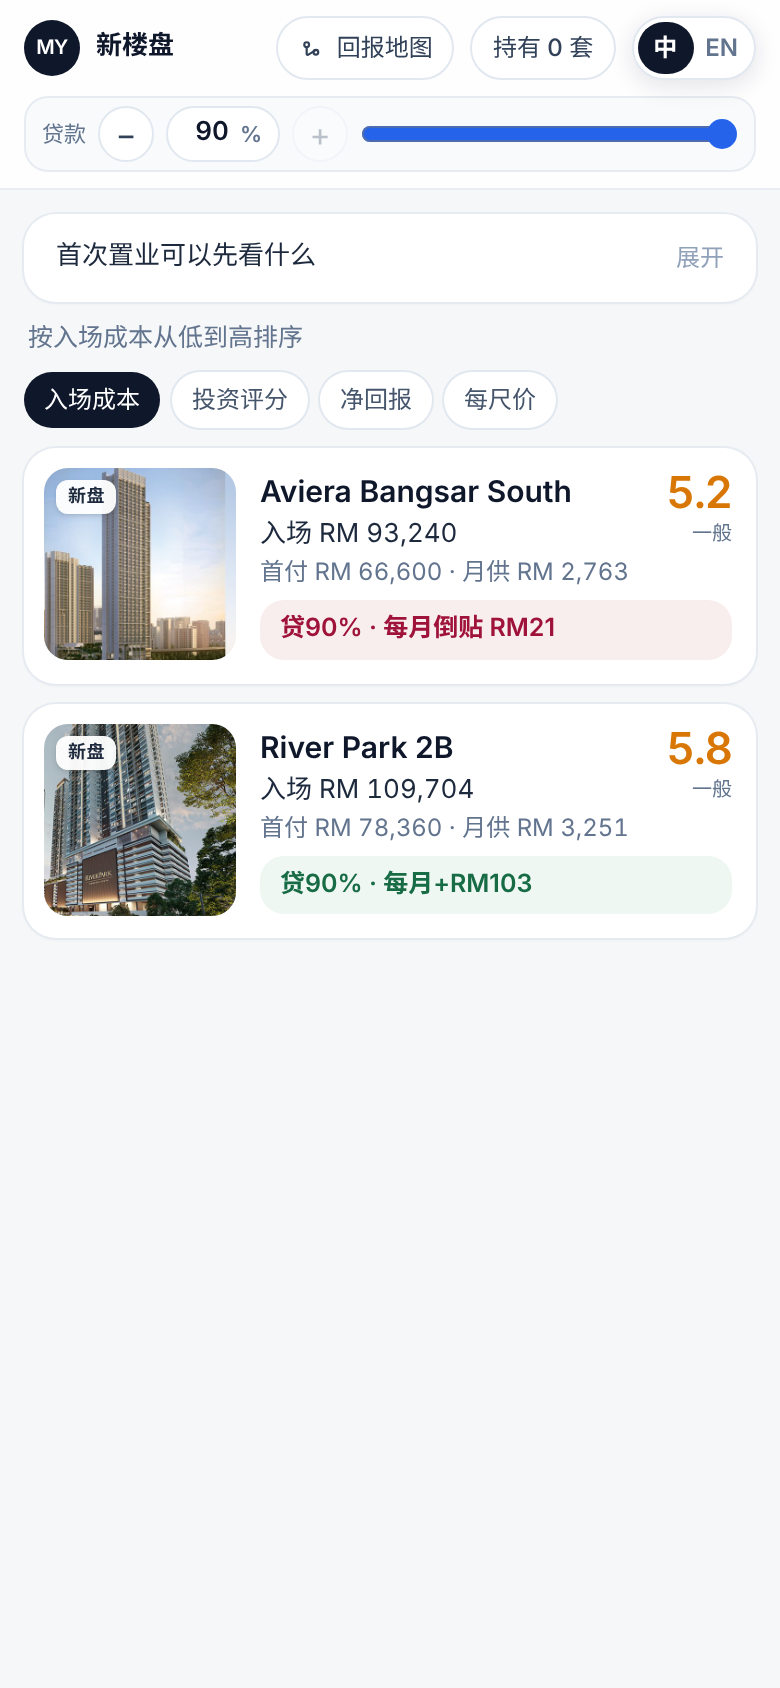 MY 新楼盘 回报地图 持有 0 套 中 EN
贷款 − 90 % +
首次置业可以先看什么 展开
按入场成本从低到高排序
入场成本 投资评分 净回报 每尺价
新盘
Aviera Bangsar South 5.2
入场 RM 93,240 一般
首付 RM 66,600 · 月供 RM 2,763
贷90% · 每月倒贴 RM21
新盘
River Park 2B 5.8
入场 RM 109,704 一般
首付 RM 78,360 · 月供 RM 3,251
贷90% · 每月+RM103
RIVERPARK